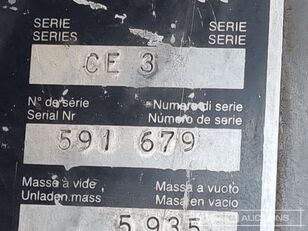 SERIE SERIE
SERIES SERIE
CE 3
N° de série Numero di serie
Serial Nr Número de serie
591 679
Masse à vide Massa a vuoto
Unladen.mass Masa en vacio
5 935